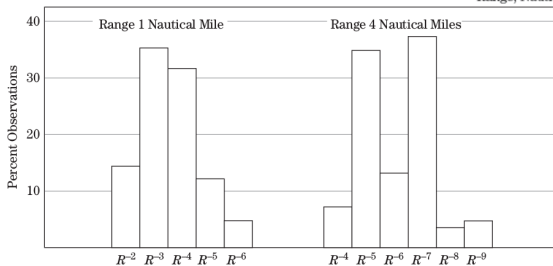 Range 1 Nautical Mile
Range 4 Nautical Miles
40
30
20
10
Percent Observations
R–2 R–3 R–4 R–5 R–6
R–4 R–5 R–6 R–7 R–8 R–9